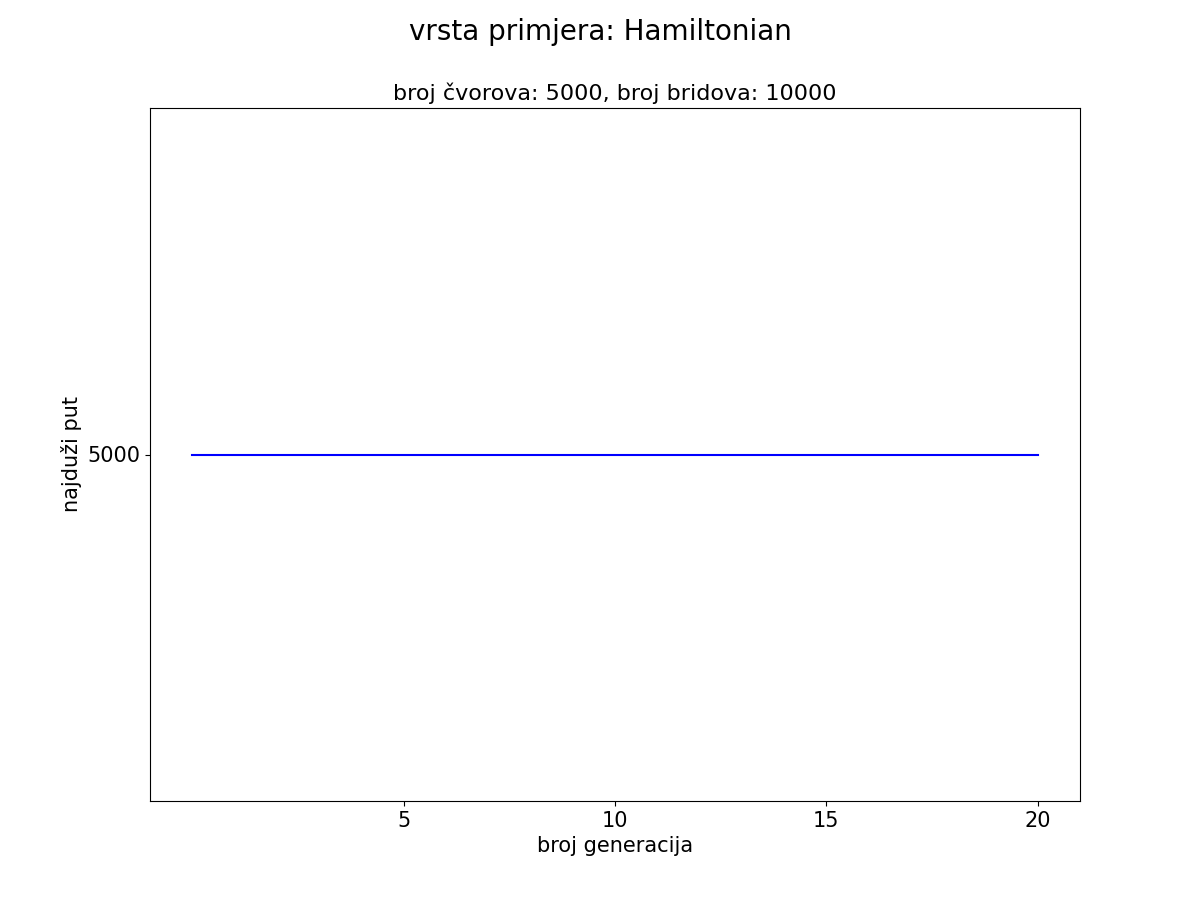 vrsta primjera: Hamiltonian
broj čvorova: 5000, broj bridova: 10000
najduži put
5000
5
10
15
20
broj generacija